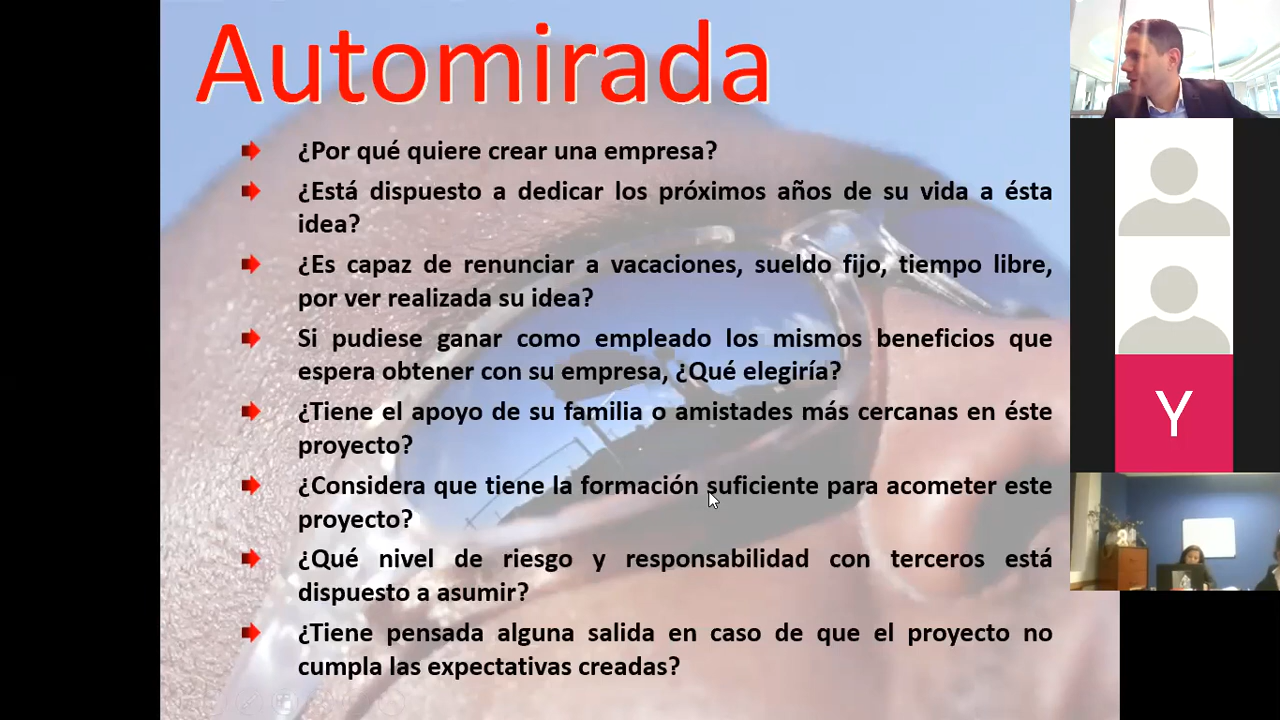 Automirada
¿Por qué quiere crear una empresa?
¿Está dispuesto a dedicar los próximos años de su vida a ésta
idea?
¿Es capaz de renunciar a vacaciones, sueldo fijo, tiempo libre,
por ver realizada su idea?
Si pudiese ganar como empleado los mismos beneficios que
espera obtener con su empresa, ¿Qué elegiría?
¿Tiene el apoyo de su familia o amistades más cercanas en éste
proyecto?
¿Considera que tiene la formación suficiente para acometer este
proyecto?
¿Qué nivel de riesgo y responsabilidad con terceros está
dispuesto a asumir?
¿Tiene pensada alguna salida en caso de que el proyecto no
cumpla las expectativas creadas?
Y